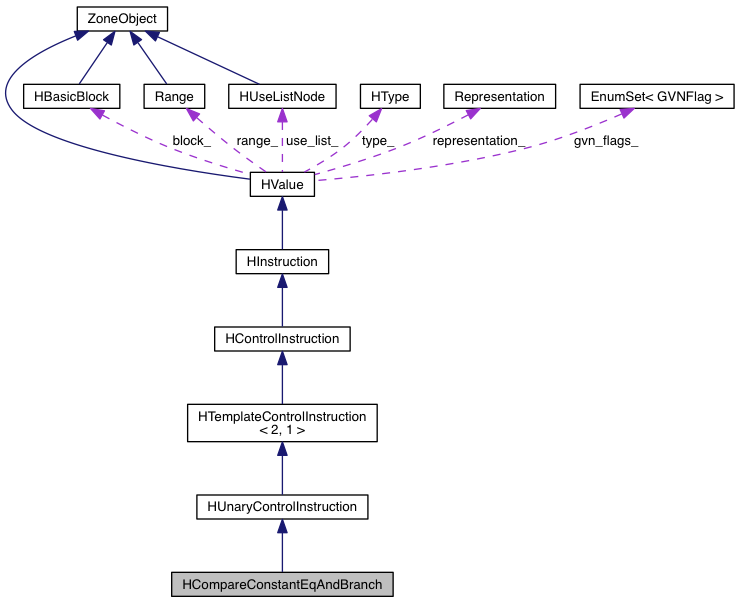 ZoneObject
HBasicBlock
Range
HUseListNode
HType
Representation
EnumSet< GVNFlag >
block_
range_
use_list_
type_
representation_
gvn_flags_
HValue
HInstruction
HControlInstruction
HTemplateControlInstruction
< 2, 1 >
HUnaryControlInstruction
HCompareConstantEqAndBranch